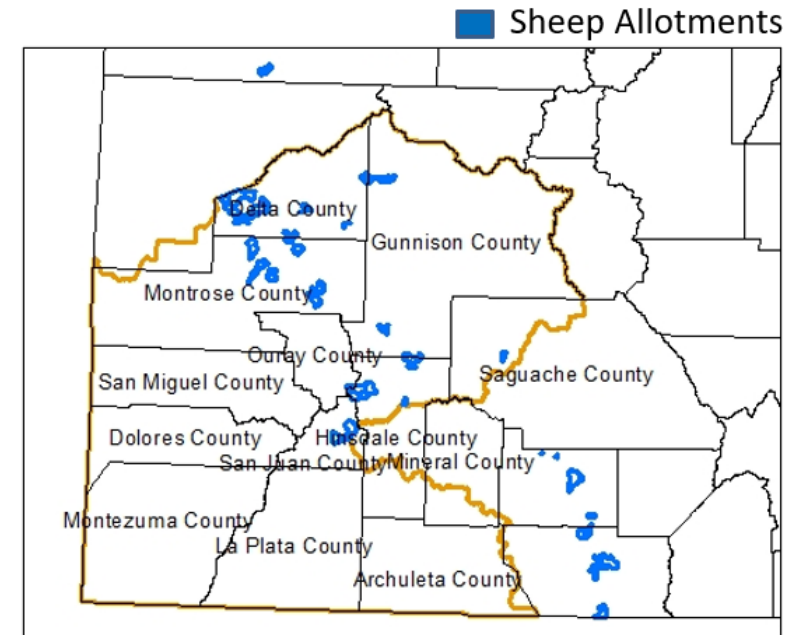 Sheep Allotments
Delta County
Gunnison County
Montrose County
Ouray County
Saguache County
San Miguel County
Dolores County
Hinsdale County
San Juan County
Mineral County
Montezuma County
La Plata County
Archuleta County